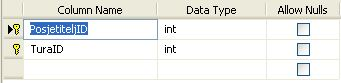 Column Name Data Type Allow Nulls
PosjetiteljID int
TuraID int